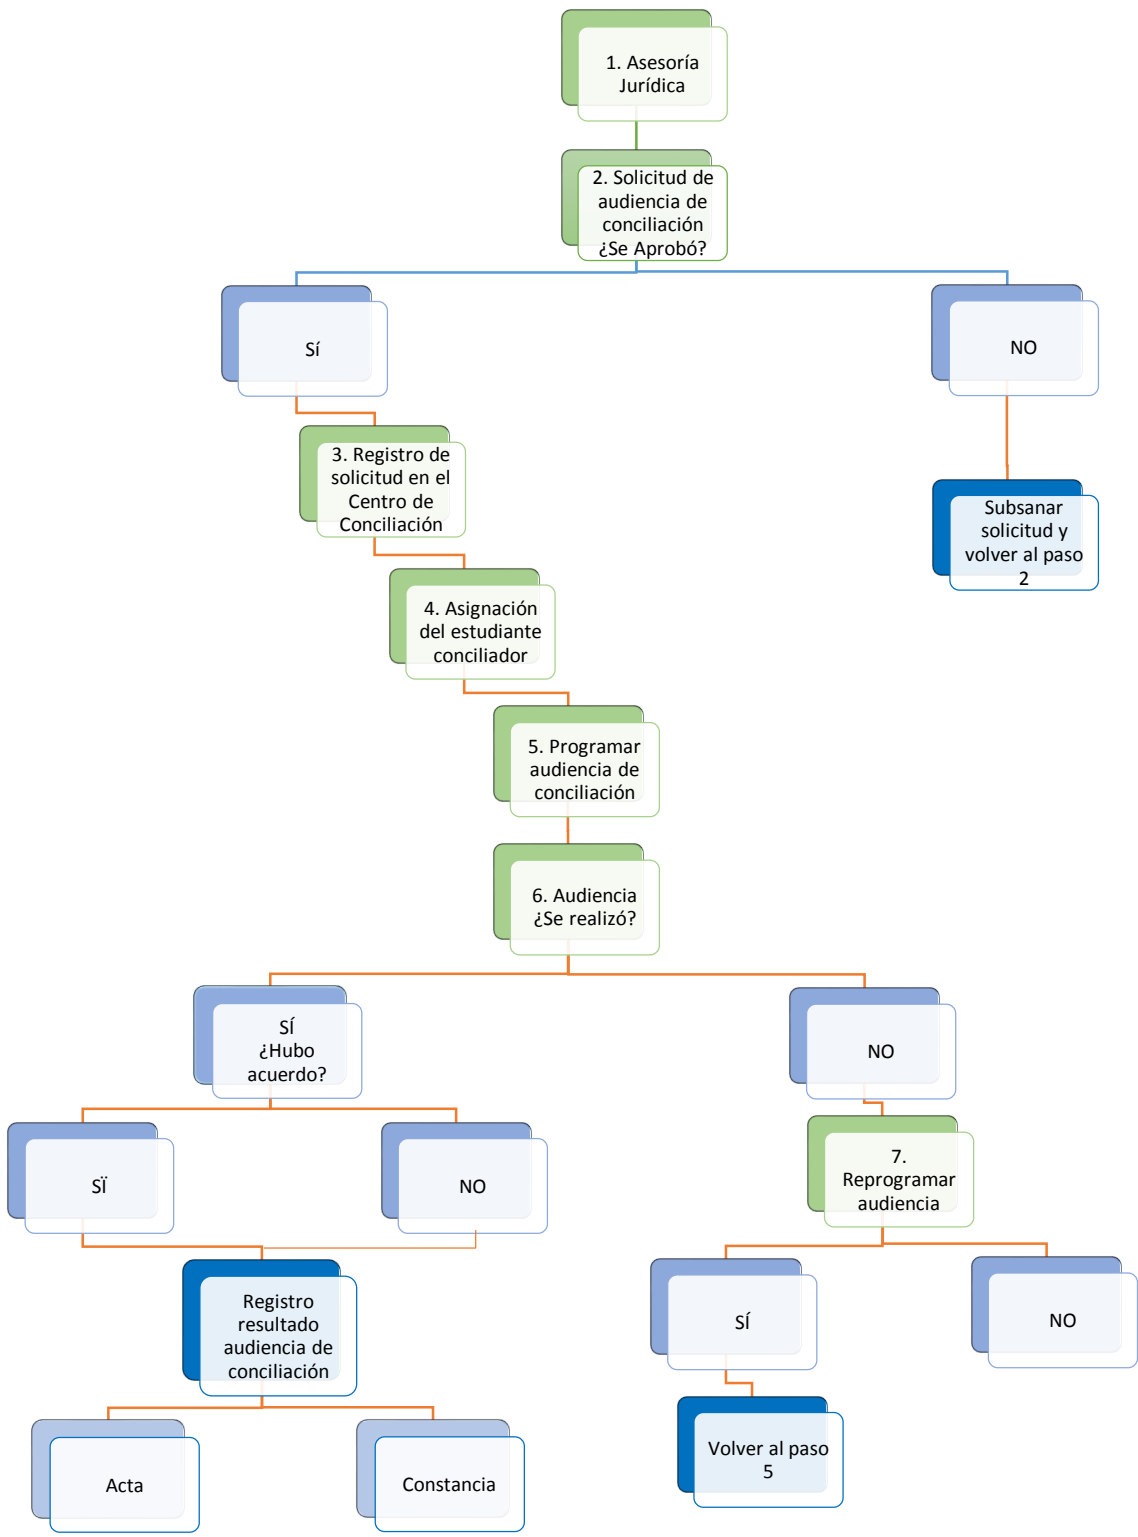 1. Asesoría
Jurídica
2. Solicitud de
audiencia de
conciliación
¿Se Aprobó?
Sí
NO
3. Registro de
solicitud en el
Centro de
Conciliación
Subsanar
solicitud y
volver al paso
2
4. Asignación
del estudiante
conciliador
5. Programar
audiencia de
conciliación
6. Audiencia
¿Se realizó?
SÍ
¿Hubo
acuerdo?
NO
SÏ
NO
7.
Reprogramar
audiencia
Registro
resultado
audiencia de
conciliación
SÍ
NO
Acta
Constancia
Volver al paso
5